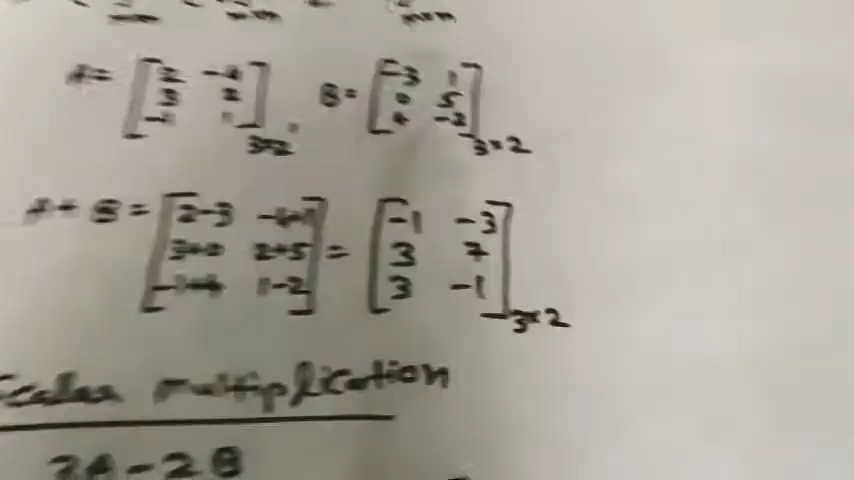 A = [ 2 -4 ; 3 2 ; -1 1 ] 3×2, B = [ -3 1 ; 0 5 ; 4 -2 ] 3×2
A + B = [ 2-3 -4+1 ; 3+0 2+5 ; -1+4 1-2 ] = [ -1 -3 ; 3 7 ; 3 -1 ] 3×2
Scalar multiplication
3A - 2B